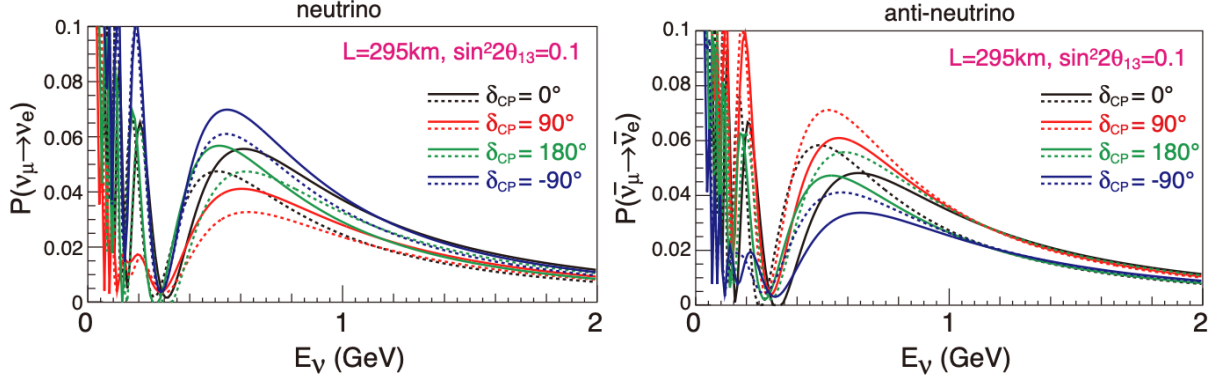 neutrino
0.1
0.08
0.06
0.04
0.02
0
P(νμ→νe)
L=295km, sin²2θ₁₃=0.1
δCP = 0°
δCP = 90°
δCP = 180°
δCP = -90°
0 1 2
Eν (GeV)
anti-neutrino
0.1
0.08
0.06
0.04
0.02
0
P(ν̄μ→ν̄e)
L=295km, sin²2θ₁₃=0.1
δCP = 0°
δCP = 90°
δCP = 180°
δCP = -90°
0 1 2
Eν (GeV)